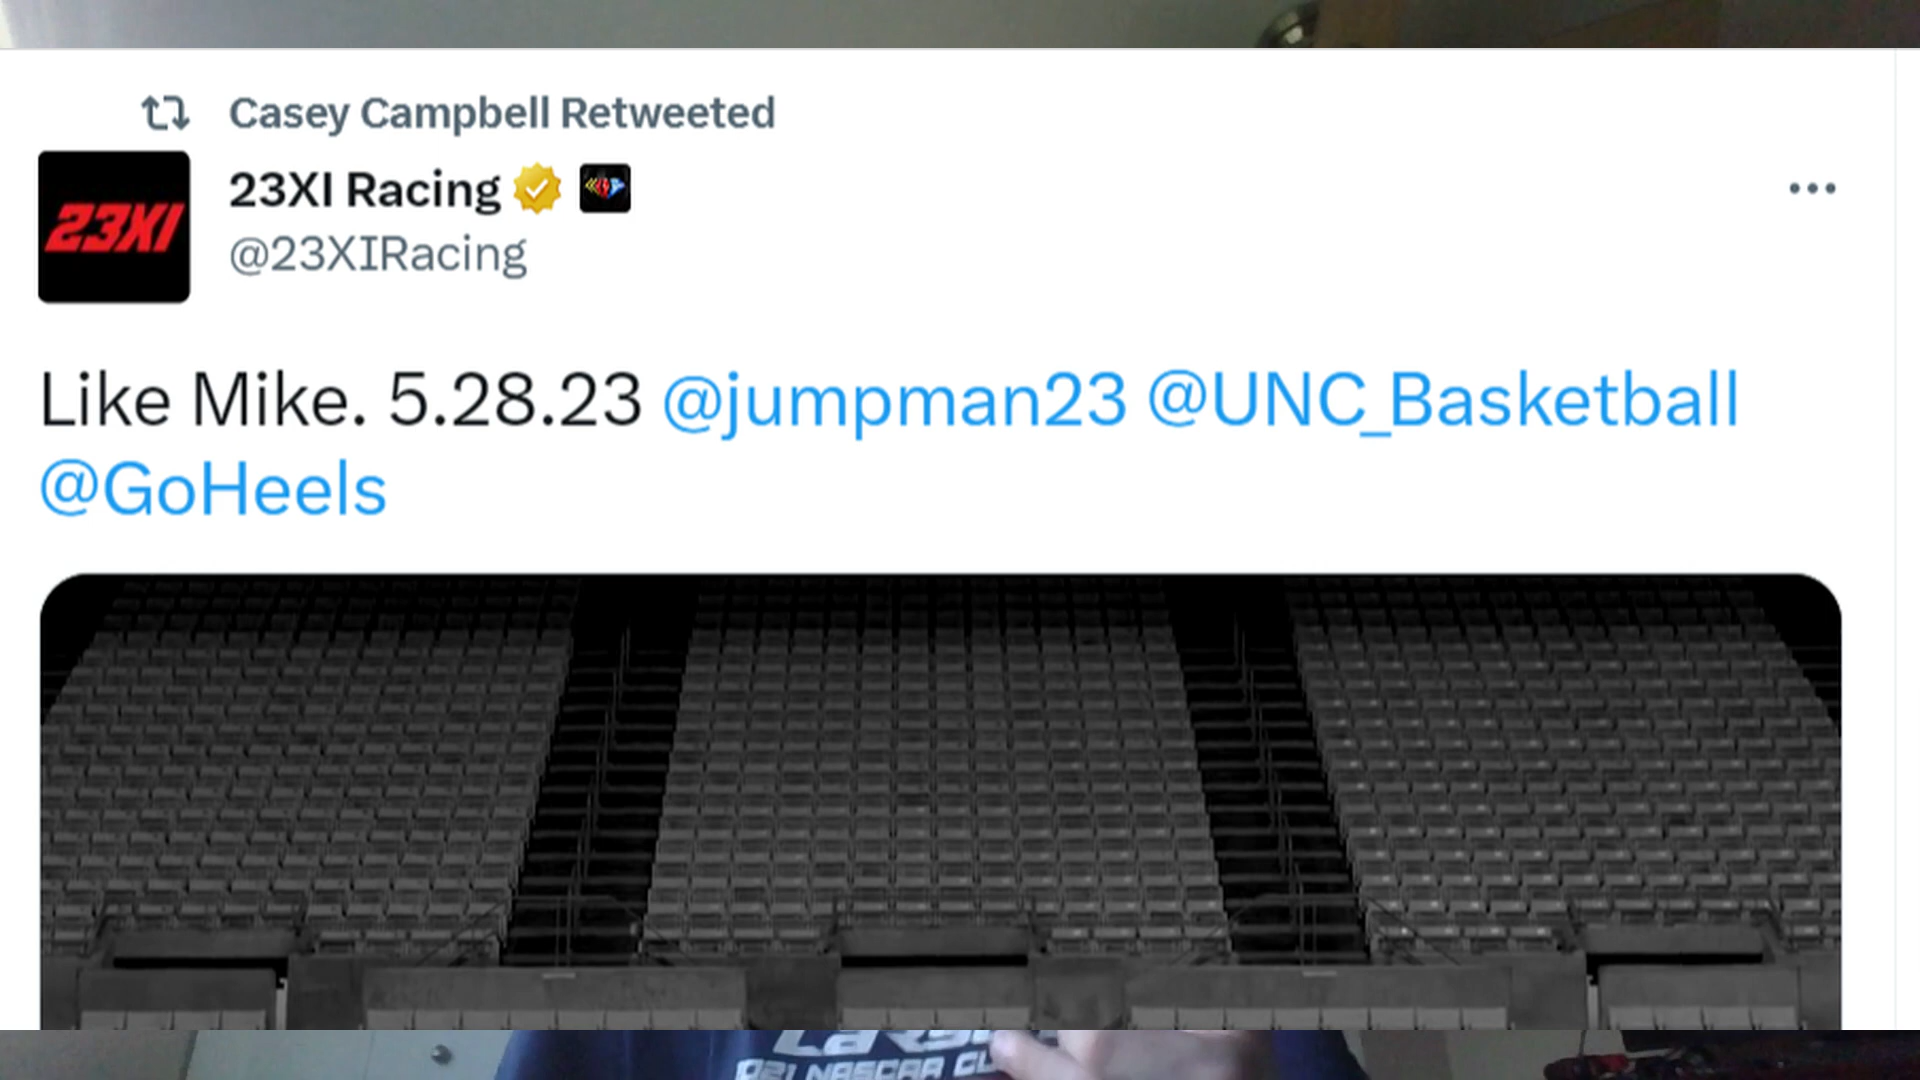 Casey Campbell Retweeted
23XI Racing
23XI
@23XIRacing
Like Mike. 5.28.23 @jumpman23 @UNC_Basketball
@GoHeels
NASCAR